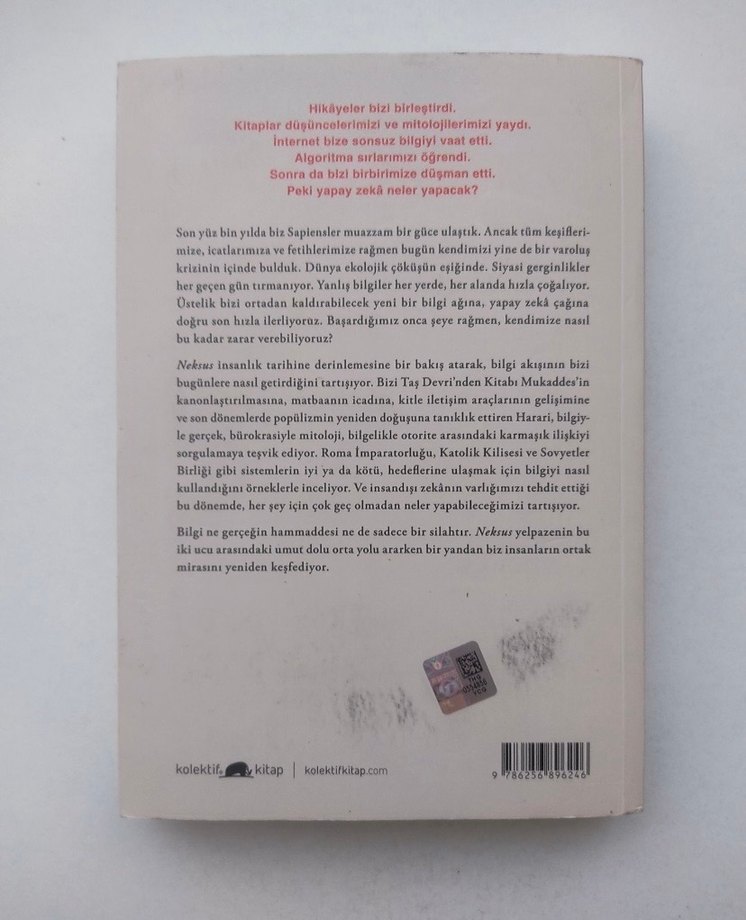 Hikâyeler bizi birleştirdi.
Kitaplar düşüncelerimizi ve mitolojilerimizi yaydı.
İnternet bize sonsuz bilgiyi vaat etti.
Algoritma sırlarımızı öğrendi.
Sonra da bizi birbirimize düşman etti.
Peki yapay zekâ neler yapacak?
Son yüz bin yılda biz Sapiensler muazzam bir güce ulaştık. Ancak tüm keşifleri-
mize, icatlarımıza ve fetihlerimize rağmen bugün kendimizi yine de bir varoluş
krizinin içinde bulduk. Dünya ekolojik çöküşün eşiğinde. Siyasi gerginlikler
her geçen gün tırmanıyor. Yanlış bilgiler her yerde, her alanda hızla çoğalıyor.
Üstelik bizi ortadan kaldırabilecek yeni bir bilgi ağına, yapay zekâ çağına
doğru son hızla ilerliyoruz. Başardığımız onca şeye rağmen, kendimize nasıl
bu kadar zarar verebiliyoruz?
Neksus insanlık tarihine derinlemesine bir bakış atarak, bilgi akışının bizi
bugünlere nasıl getirdiğini tartışıyor. Bizi Taş Devri'nden Kitabı Mukaddes'in
kanonlaştırılmasına, matbaanın icadına, kitle iletişim araçlarının gelişimine
ve son dönemlerde popülizmin yeniden doğuşuna tanıklık ettiren Harari, bilgiy-
le gerçek, bürokrasiyle mitoloji, bilgelikle otorite arasındaki karmaşık ilişkiyi
sorgulamaya teşvik ediyor. Roma İmparatorluğu, Katolik Kilisesi ve Sovyetler
Birliği gibi sistemlerin iyi ya da kötü, hedeflerine ulaşmak için bilgiyi nasıl
kullandığını örneklerle inceliyor. Ve insandışı zekânın varlığımızı tehdit ettiği
bu dönemde, her şey için çok geç olmadan neler yapabileceğimizi tartışıyor.
Bilgi ne gerçeğin hammaddesi ne de sadece bir silahtır. Neksus yelpazenin bu
iki ucu arasındaki umut dolu orta yolu ararken bir yandan biz insanların ortak
mirasını yeniden keşfediyor.
THG
0354856
YCG
kolektif kitap | kolektifkitap.com
9 786256 896246